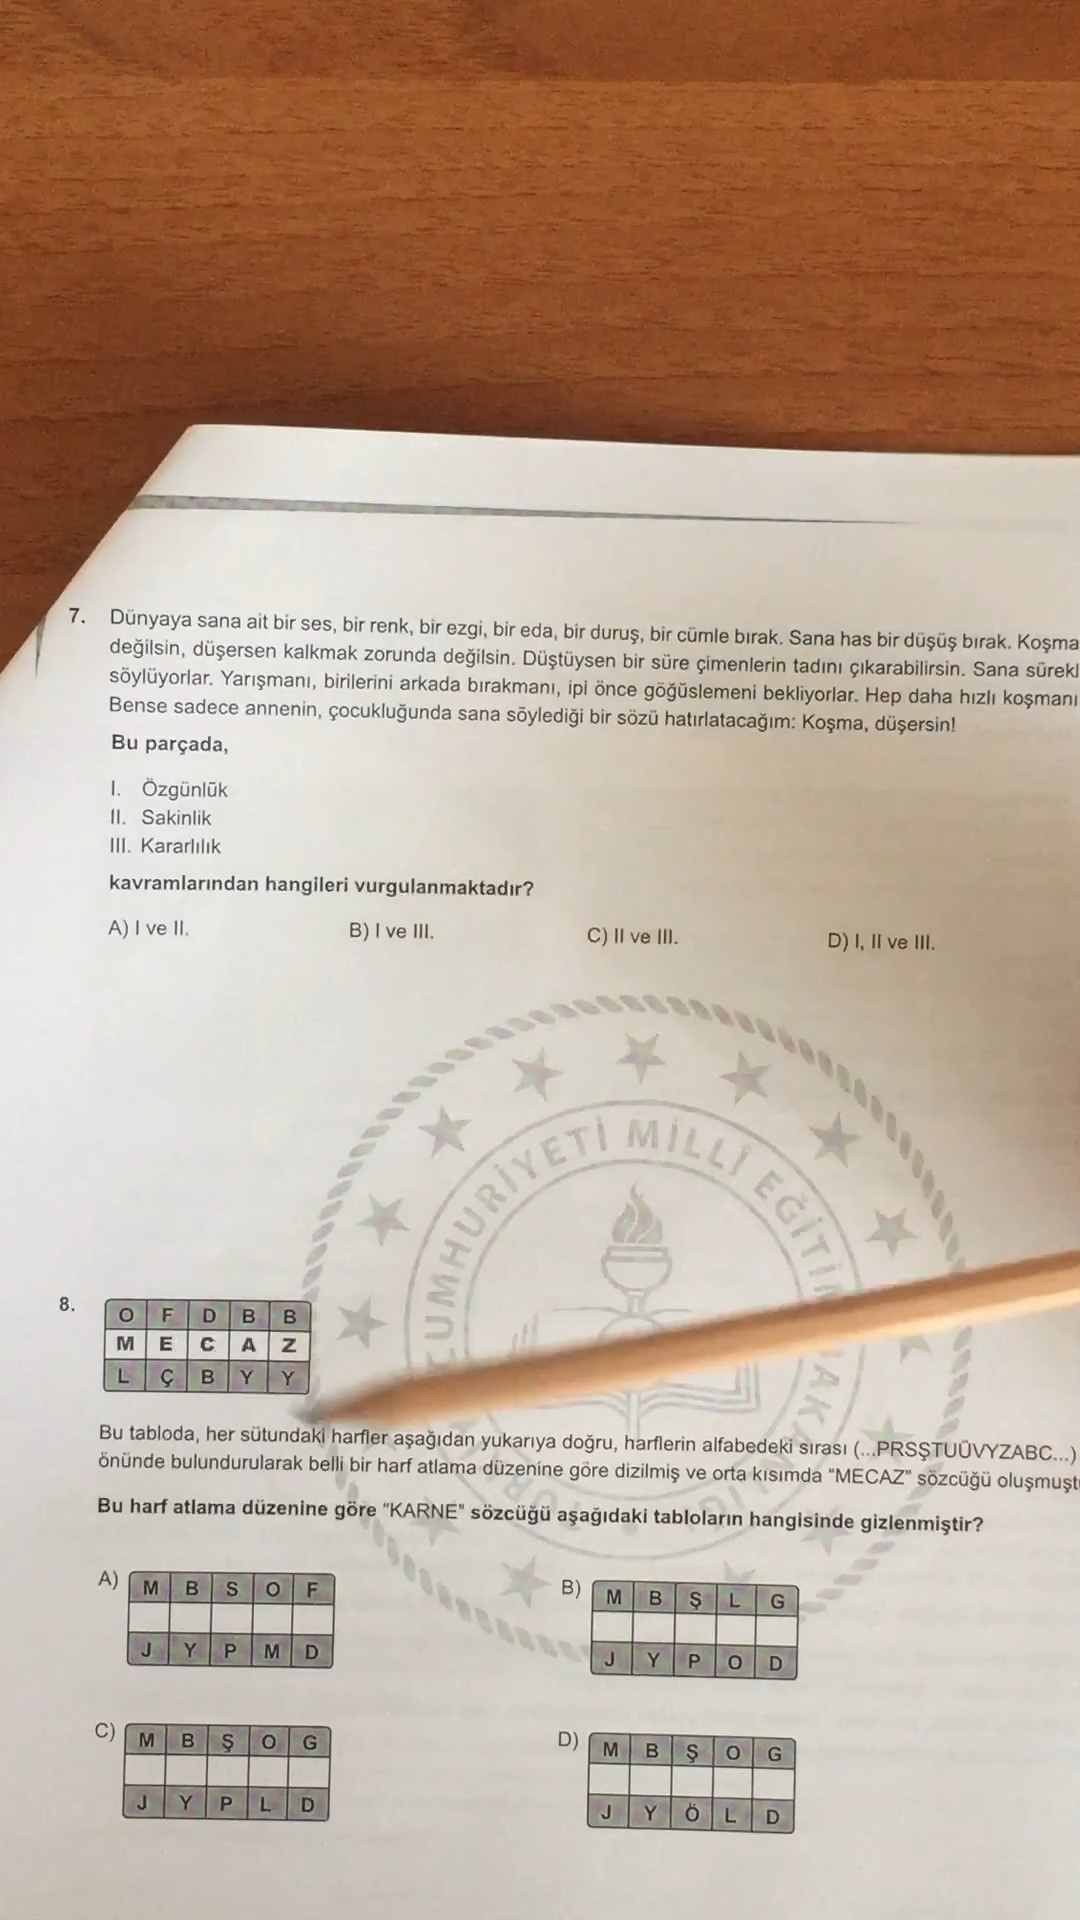 7. Dünyaya sana ait bir ses, bir renk, bir ezgi, bir eda, bir duruş, bir cümle bırak. Sana has bir düşüş bırak. Koşma
değilsin, düşersen kalkmak zorunda değilsin. Düştüysen bir süre çimenlerin tadını çıkarabilirsin. Sana sürekl
söylüyorlar. Yarışmanı, birilerini arkada bırakmanı, ipi önce göğüslemeni bekliyorlar. Hep daha hızlı koşmanı
Bense sadece annenin, çocukluğunda sana söylediği bir sözü hatırlatacağım: Koşma, düşersin!
Bu parçada,
I. Özgünlük
II. Sakinlik
III. Kararlılık
kavramlarından hangileri vurgulanmaktadır?
A) I ve II. B) I ve III. C) II ve III. D) I, II ve III.
CUMHURİYETİ MİLLÎ EĞİTİM BAKANLIĞI
8. O F D B B
M E C A Z
L Ç B Y Y
Bu tabloda, her sütundaki harfler aşağıdan yukarıya doğru, harflerin alfabedeki sırası (...PRSŞTUÜVYZABC...)
önünde bulundurularak belli bir harf atlama düzenine göre dizilmiş ve orta kısımda "MECAZ" sözcüğü oluşmuşt
Bu harf atlama düzenine göre "KARNE" sözcüğü aşağıdaki tabloların hangisinde gizlenmiştir?
A) M B S O F
J Y P M D
B) M B Ş L G
J Y P O D
C) M B Ş O G
J Y P L D
D) M B Ş O G
J Y Ö L D